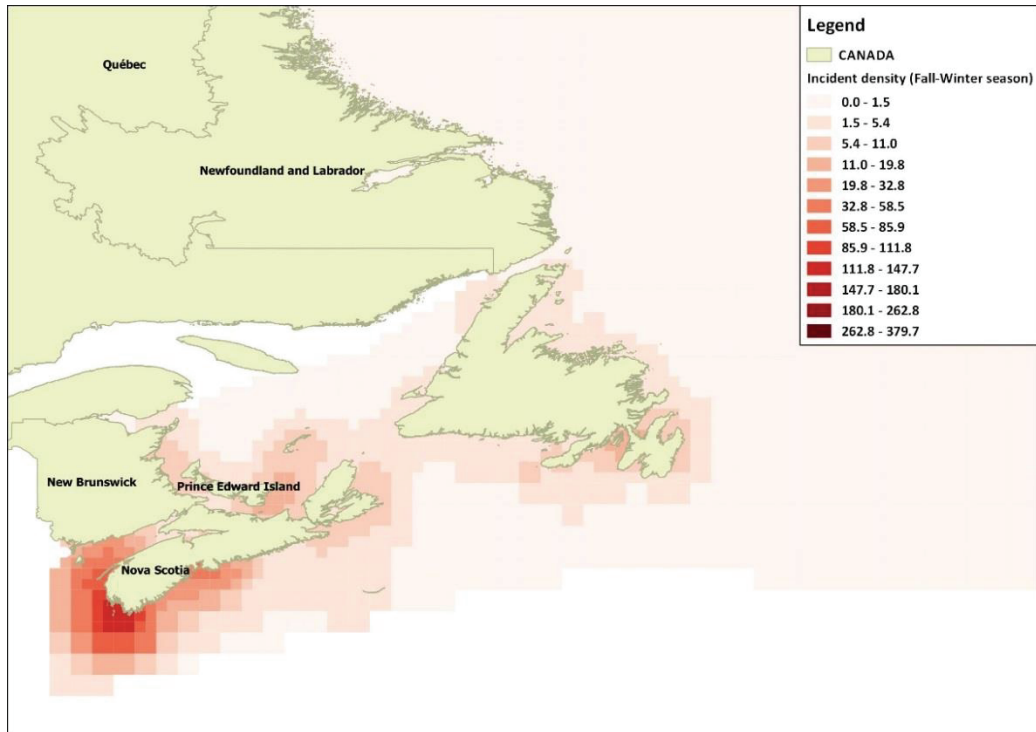 Québec
Newfoundland and Labrador
New Brunswick
Prince Edward Island
Nova Scotia
Legend
CANADA
Incident density (Fall-Winter season)
0.0 - 1.5
1.5 - 5.4
5.4 - 11.0
11.0 - 19.8
19.8 - 32.8
32.8 - 58.5
58.5 - 85.9
85.9 - 111.8
111.8 - 147.7
147.7 - 180.1
180.1 - 262.8
262.8 - 379.7